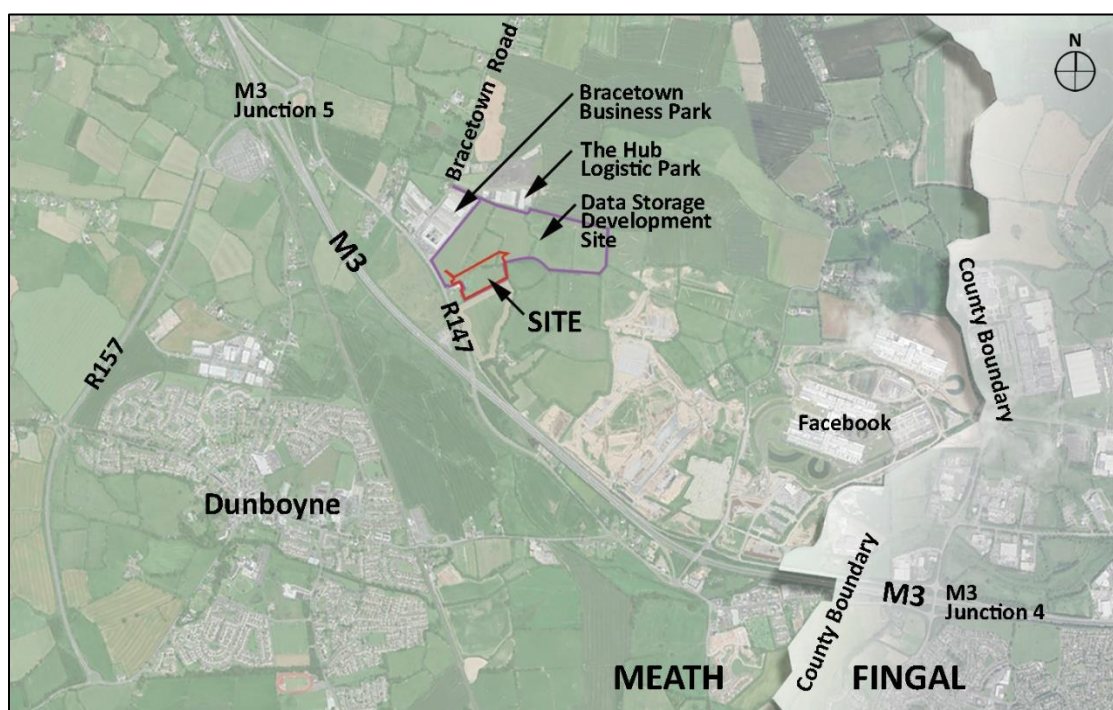 N
M3
Junction 5
Bracetown Road
Bracetown
Business Park
The Hub
Logistic Park
Data Storage
Development
Site
M3
R147
SITE
County Boundary
R157
Facebook
Dunboyne
County Boundary
M3
M3
Junction 4
MEATH
FINGAL